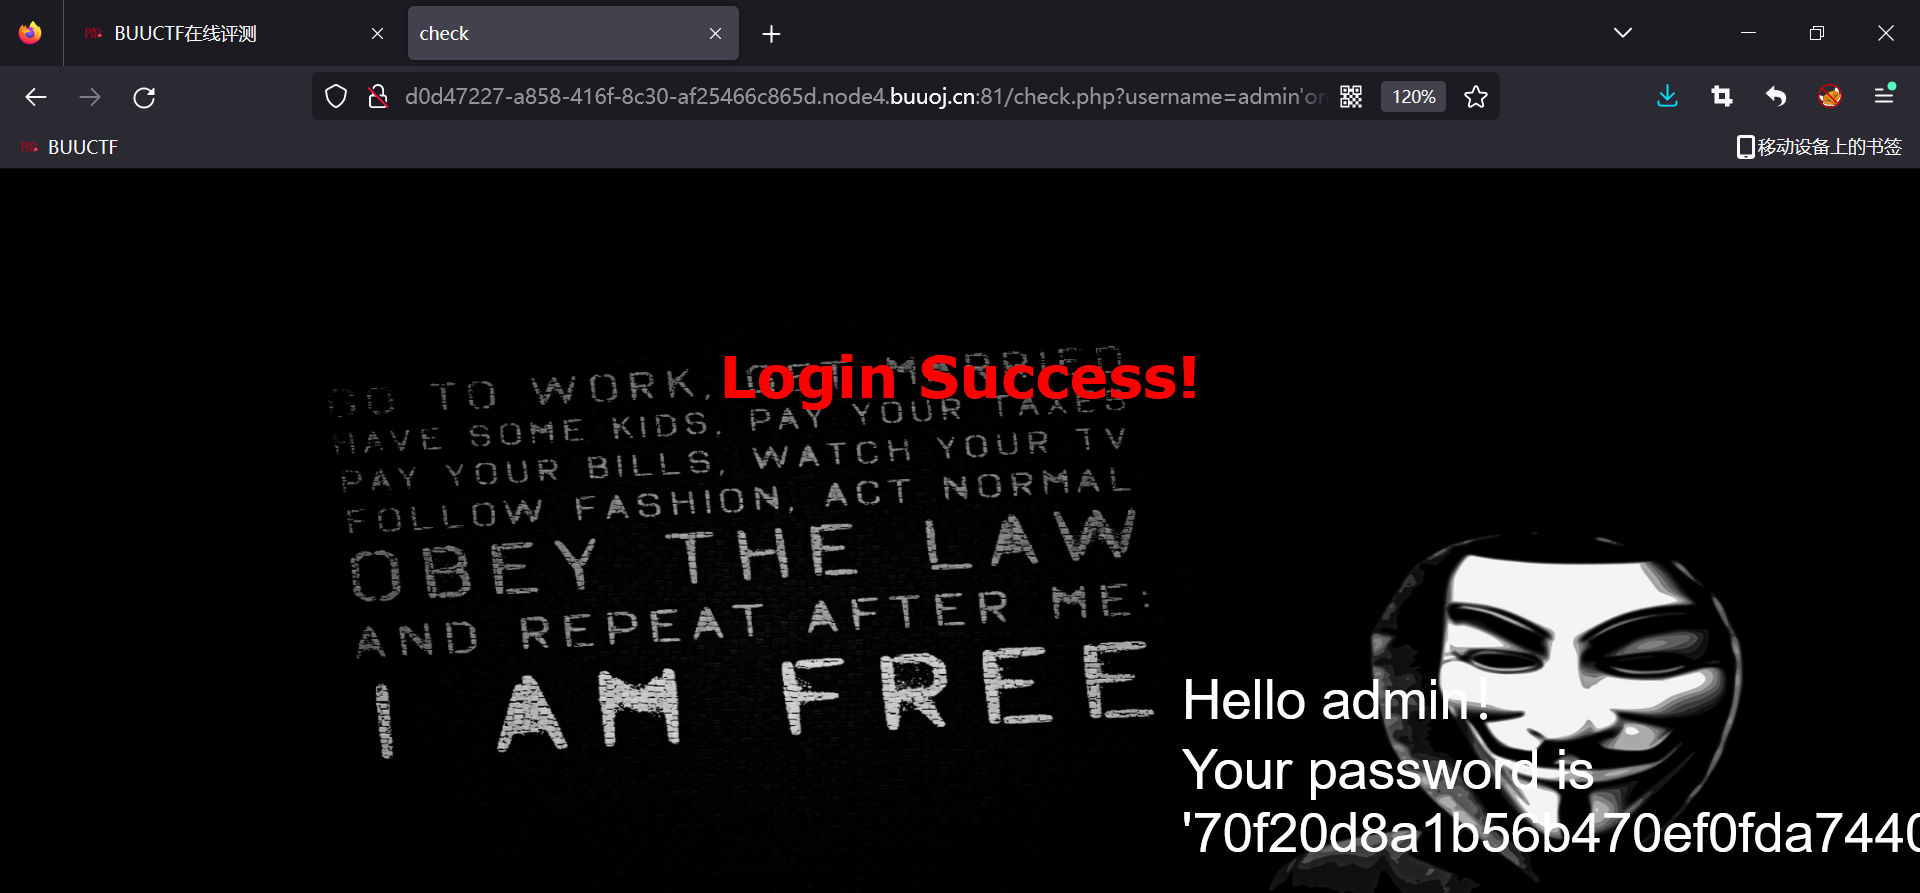 BUUCTF在线评测
check
d0d47227-a858-416f-8c30-af25466c865d.node4.buuoj.cn:81/check.php?username=admin'or
120%
BUUCTF
移动设备上的书签
Login Success!
GO TO WORK, GET MARRIED
HAVE SOME KIDS, PAY YOUR TAXES
PAY YOUR BILLS, WATCH YOUR TV
FOLLOW FASHION, ACT NORMAL
OBEY THE LAW
AND REPEAT AFTER ME:
I AM FREE
Hello admin!
Your password is
'70f20d8a1b56b470ef0fda7440